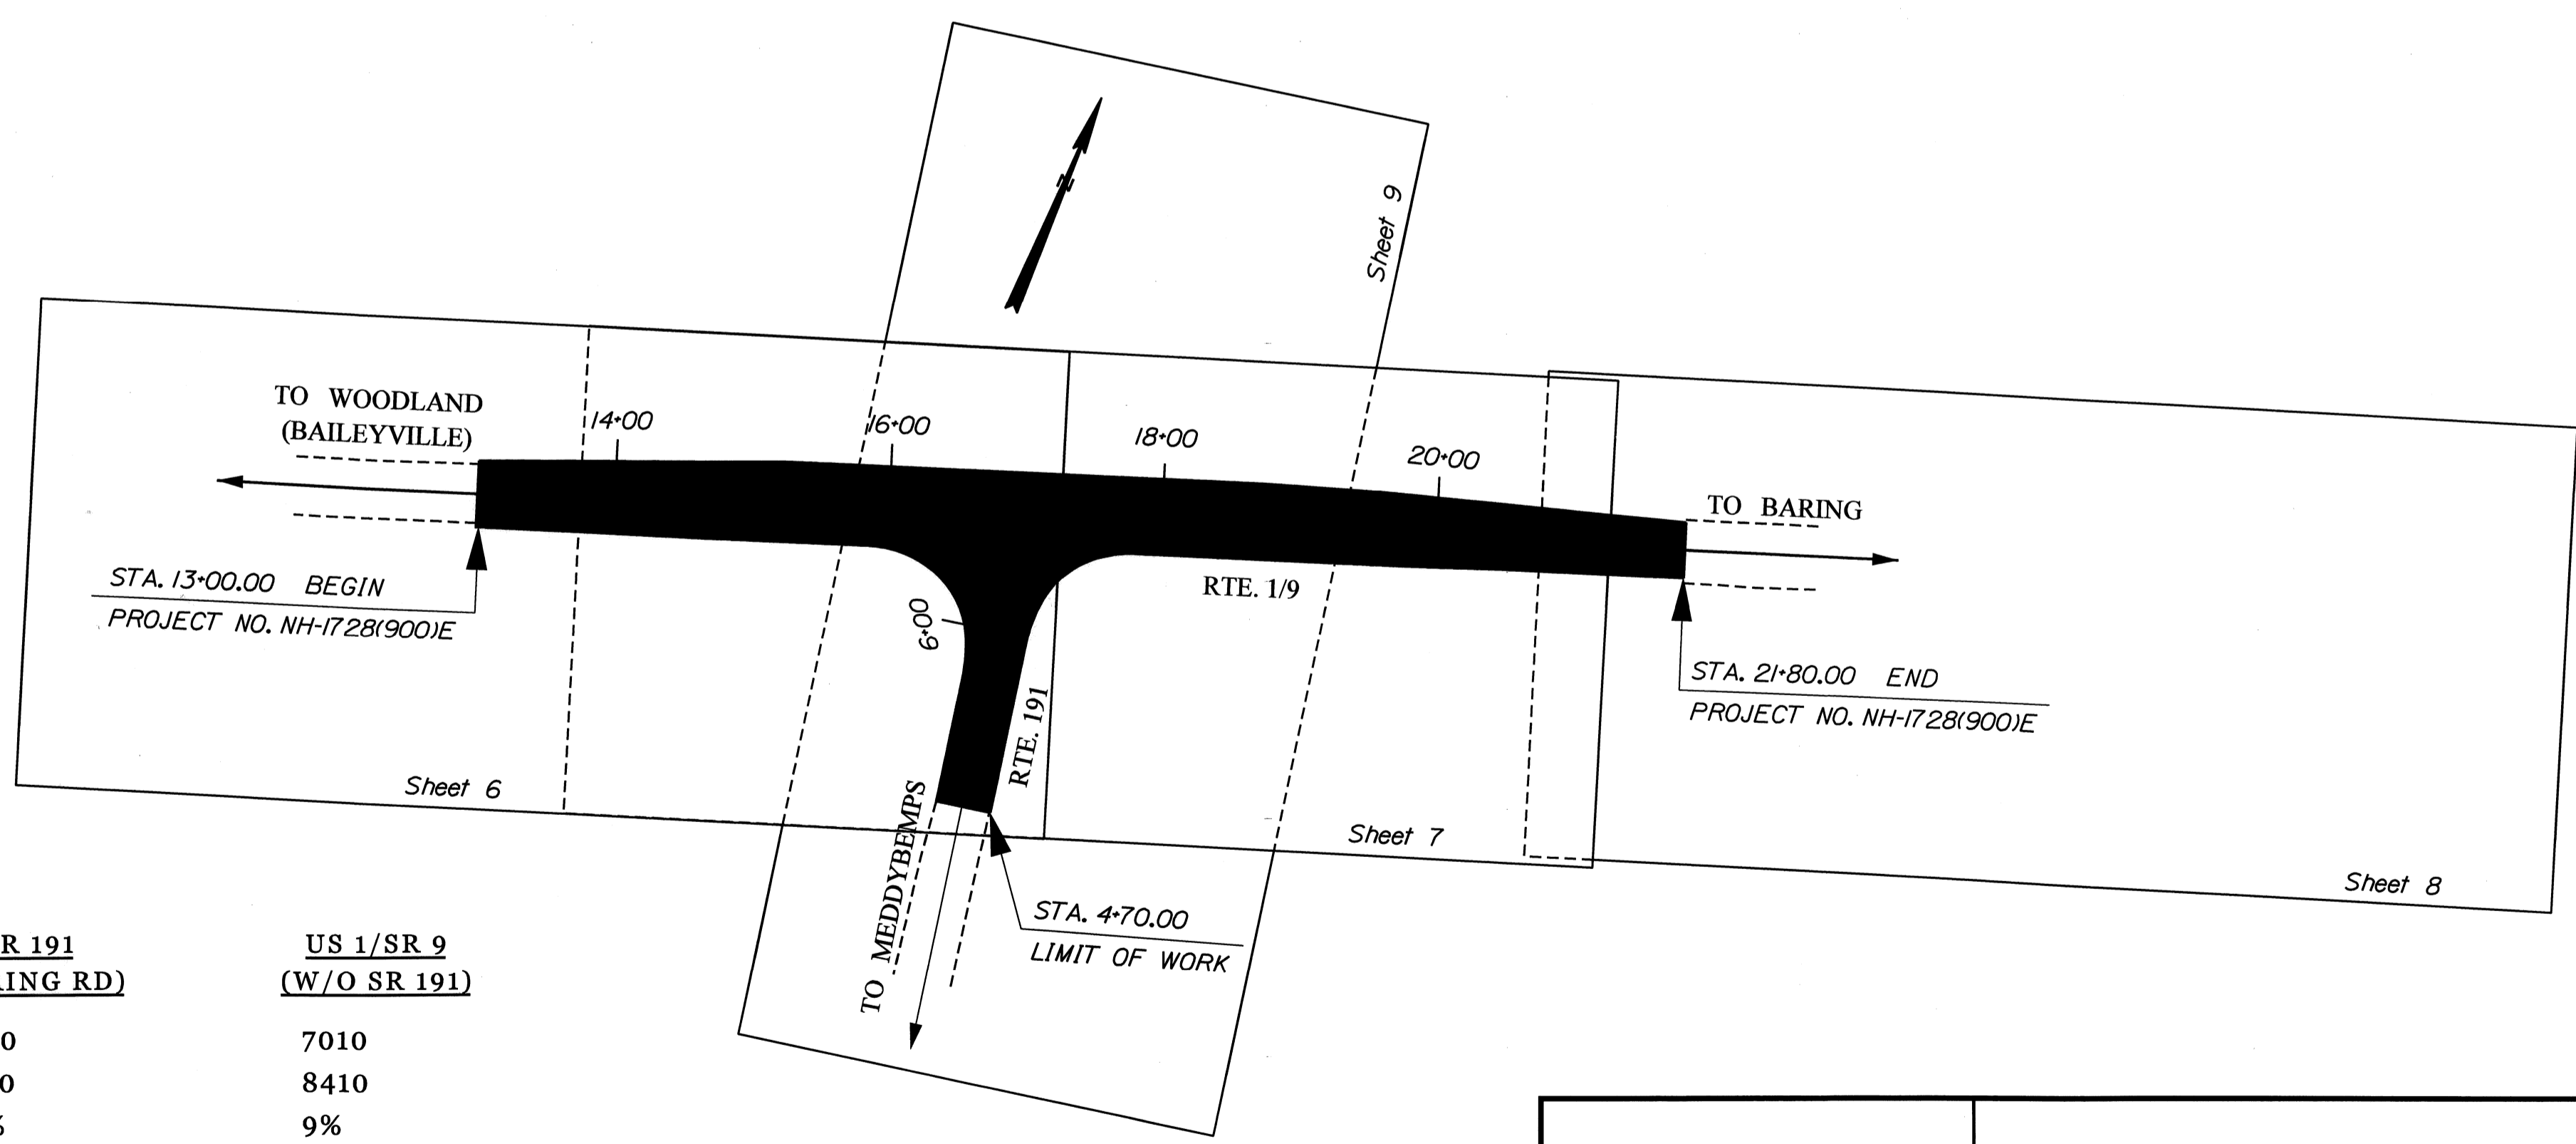 Sheet 9
TO WOODLAND
(BAILEYVILLE)
14+00
16+00
18+00
20+00
TO BARING
STA. 13+00.00 BEGIN
PROJECT NO. NH-1728(900)E
6+00
RTE. 1/9
RTE. 191
STA. 21+80.00 END
PROJECT NO. NH-1728(900)E
Sheet 6
Sheet 7
Sheet 8
TO MEDDYBEMPS
STA. 4+70.00
LIMIT OF WORK
N
R 191
ING RD)
0
0
%
US 1/SR 9
(W/O SR 191)
7010
8410
9%